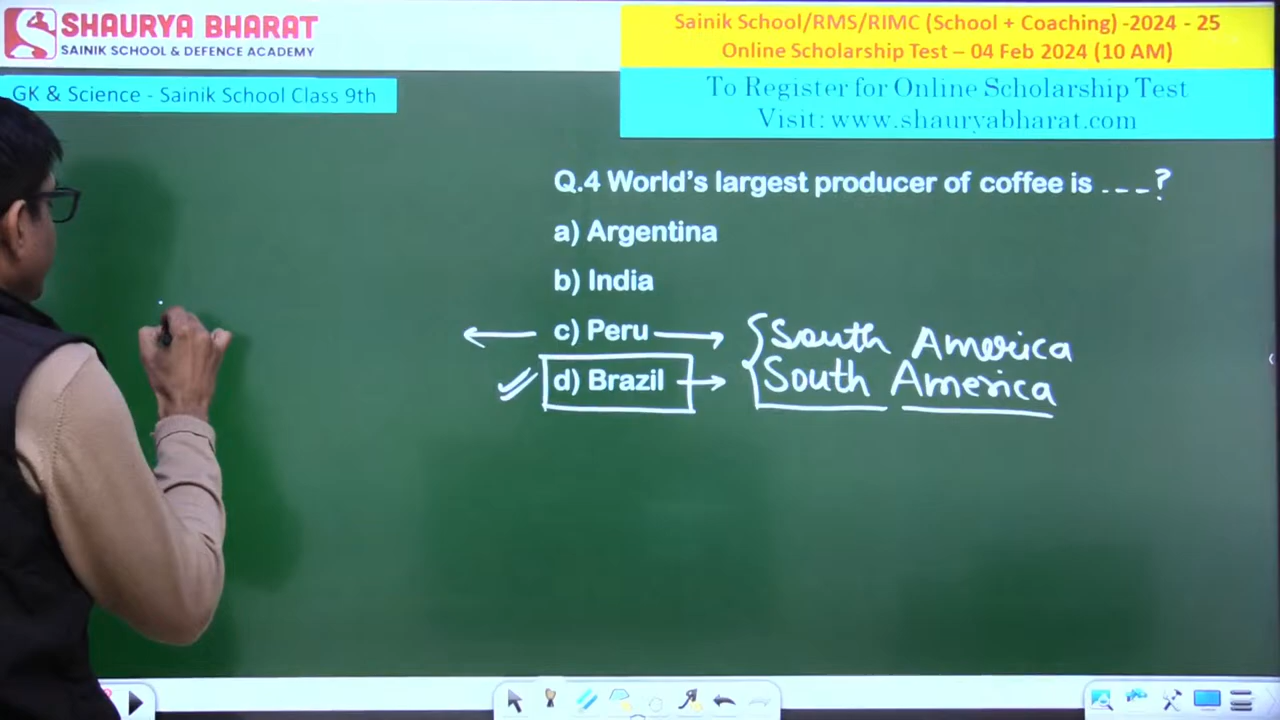 SHAURYA BHARAT
SAINIK SCHOOL & DEFENCE ACADEMY
Sainik School/RMS/RIMC (School + Coaching) -2024 - 25
Online Scholarship Test – 04 Feb 2024 (10 AM)
To Register for Online Scholarship Test
Visit: www.shauryabharat.com
GK & Science - Sainik School Class 9th
Q.4 World's largest producer of coffee is ---?
a) Argentina
b) India
c) Peru → South America
d) Brazil → South America